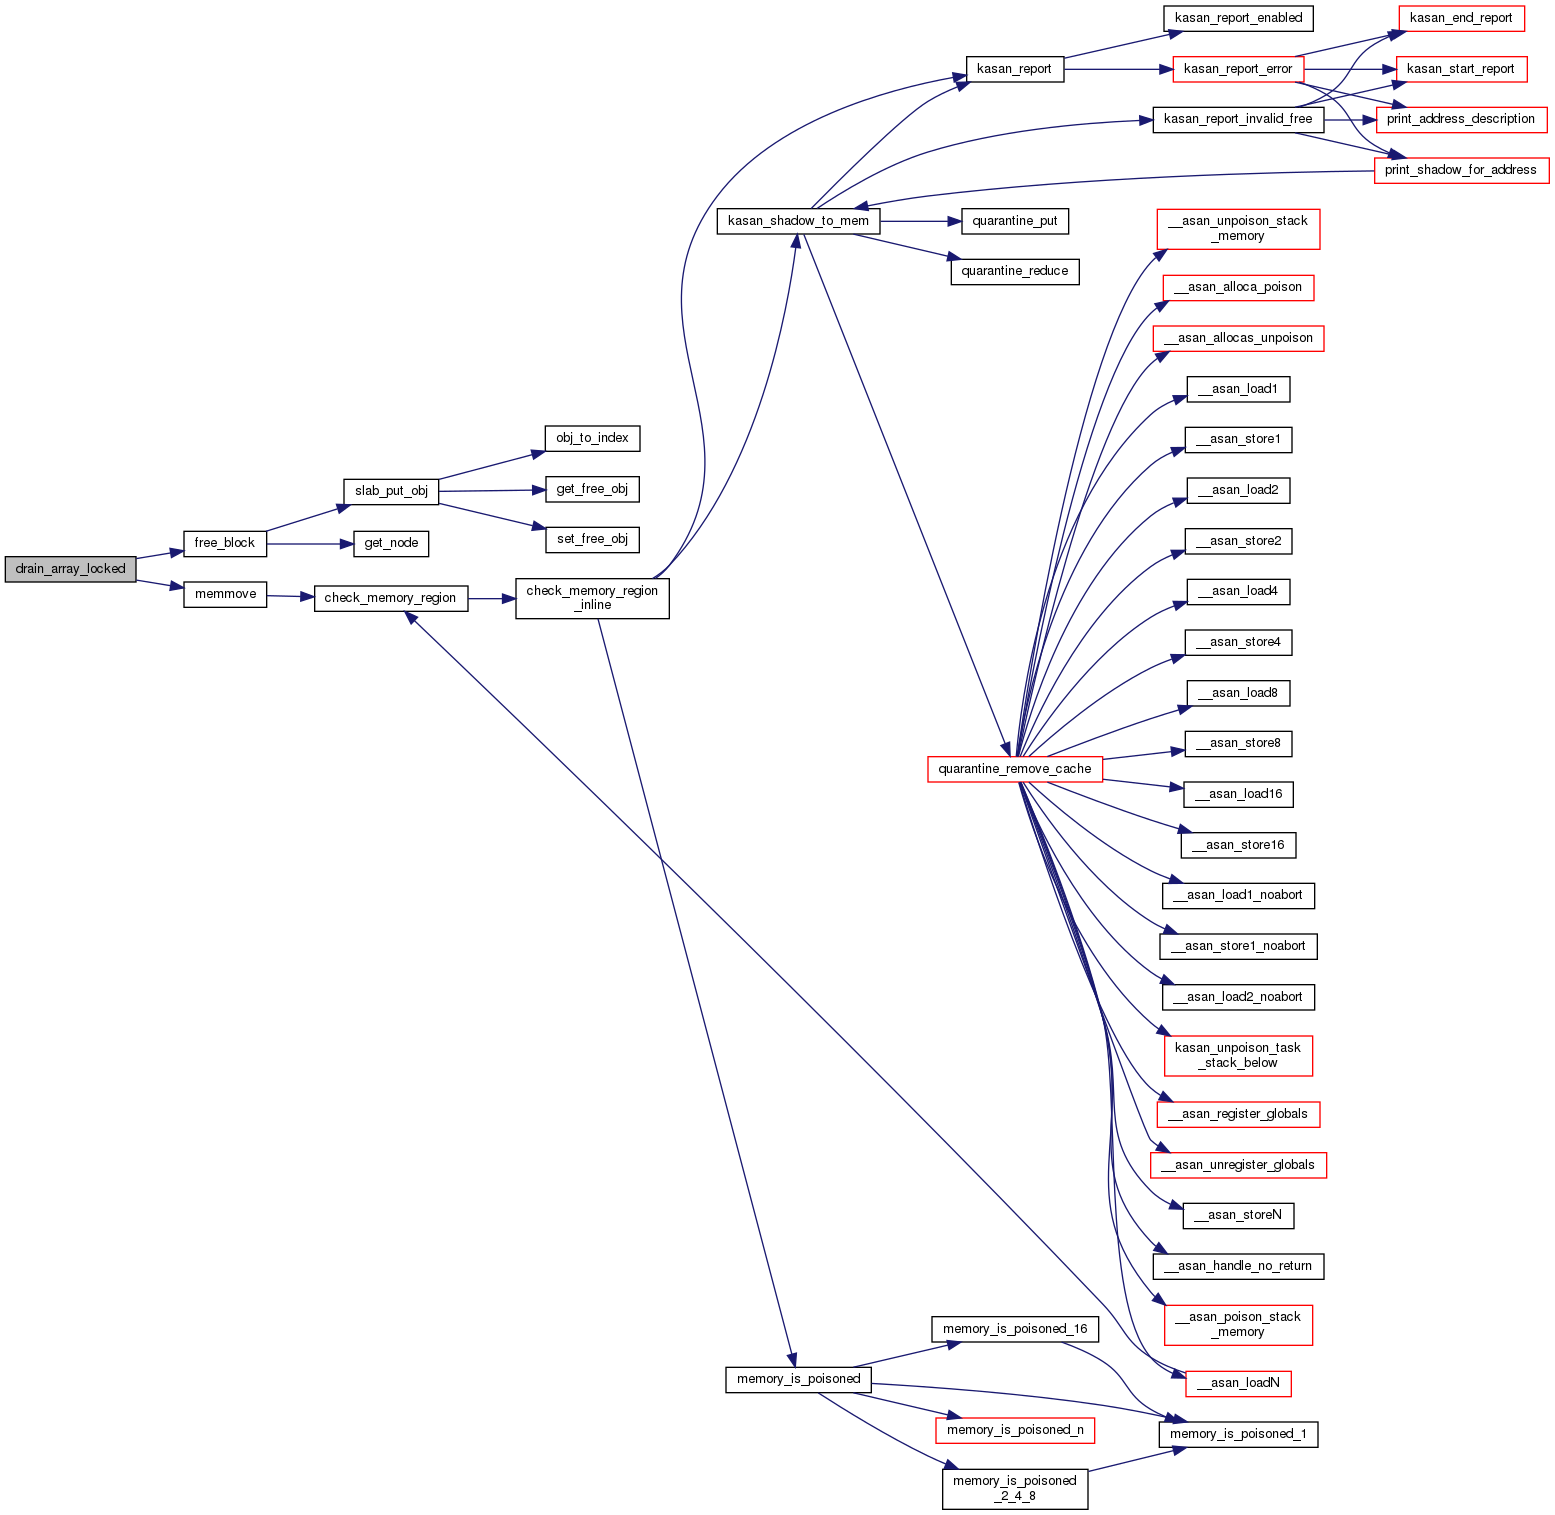 kasan_report_enabled
kasan_end_report
kasan_report
kasan_report_error
kasan_start_report
kasan_report_invalid_free
print_address_description
print_shadow_for_address
kasan_shadow_to_mem
quarantine_put
quarantine_reduce
__asan_unpoison_stack
_memory
__asan_alloca_poison
__asan_allocas_unpoison
__asan_load1
__asan_store1
__asan_load2
__asan_store2
__asan_load4
__asan_store4
__asan_load8
__asan_store8
__asan_load16
__asan_store16
__asan_load1_noabort
__asan_store1_noabort
__asan_load2_noabort
kasan_unpoison_task
_stack_below
__asan_register_globals
__asan_unregister_globals
__asan_storeN
__asan_handle_no_return
__asan_poison_stack
_memory
__asan_loadN
quarantine_remove_cache
obj_to_index
slab_put_obj
get_free_obj
set_free_obj
free_block
get_node
drain_array_locked
memmove
check_memory_region
check_memory_region
_inline
memory_is_poisoned_16
memory_is_poisoned
memory_is_poisoned_n
memory_is_poisoned_1
memory_is_poisoned
_2_4_8